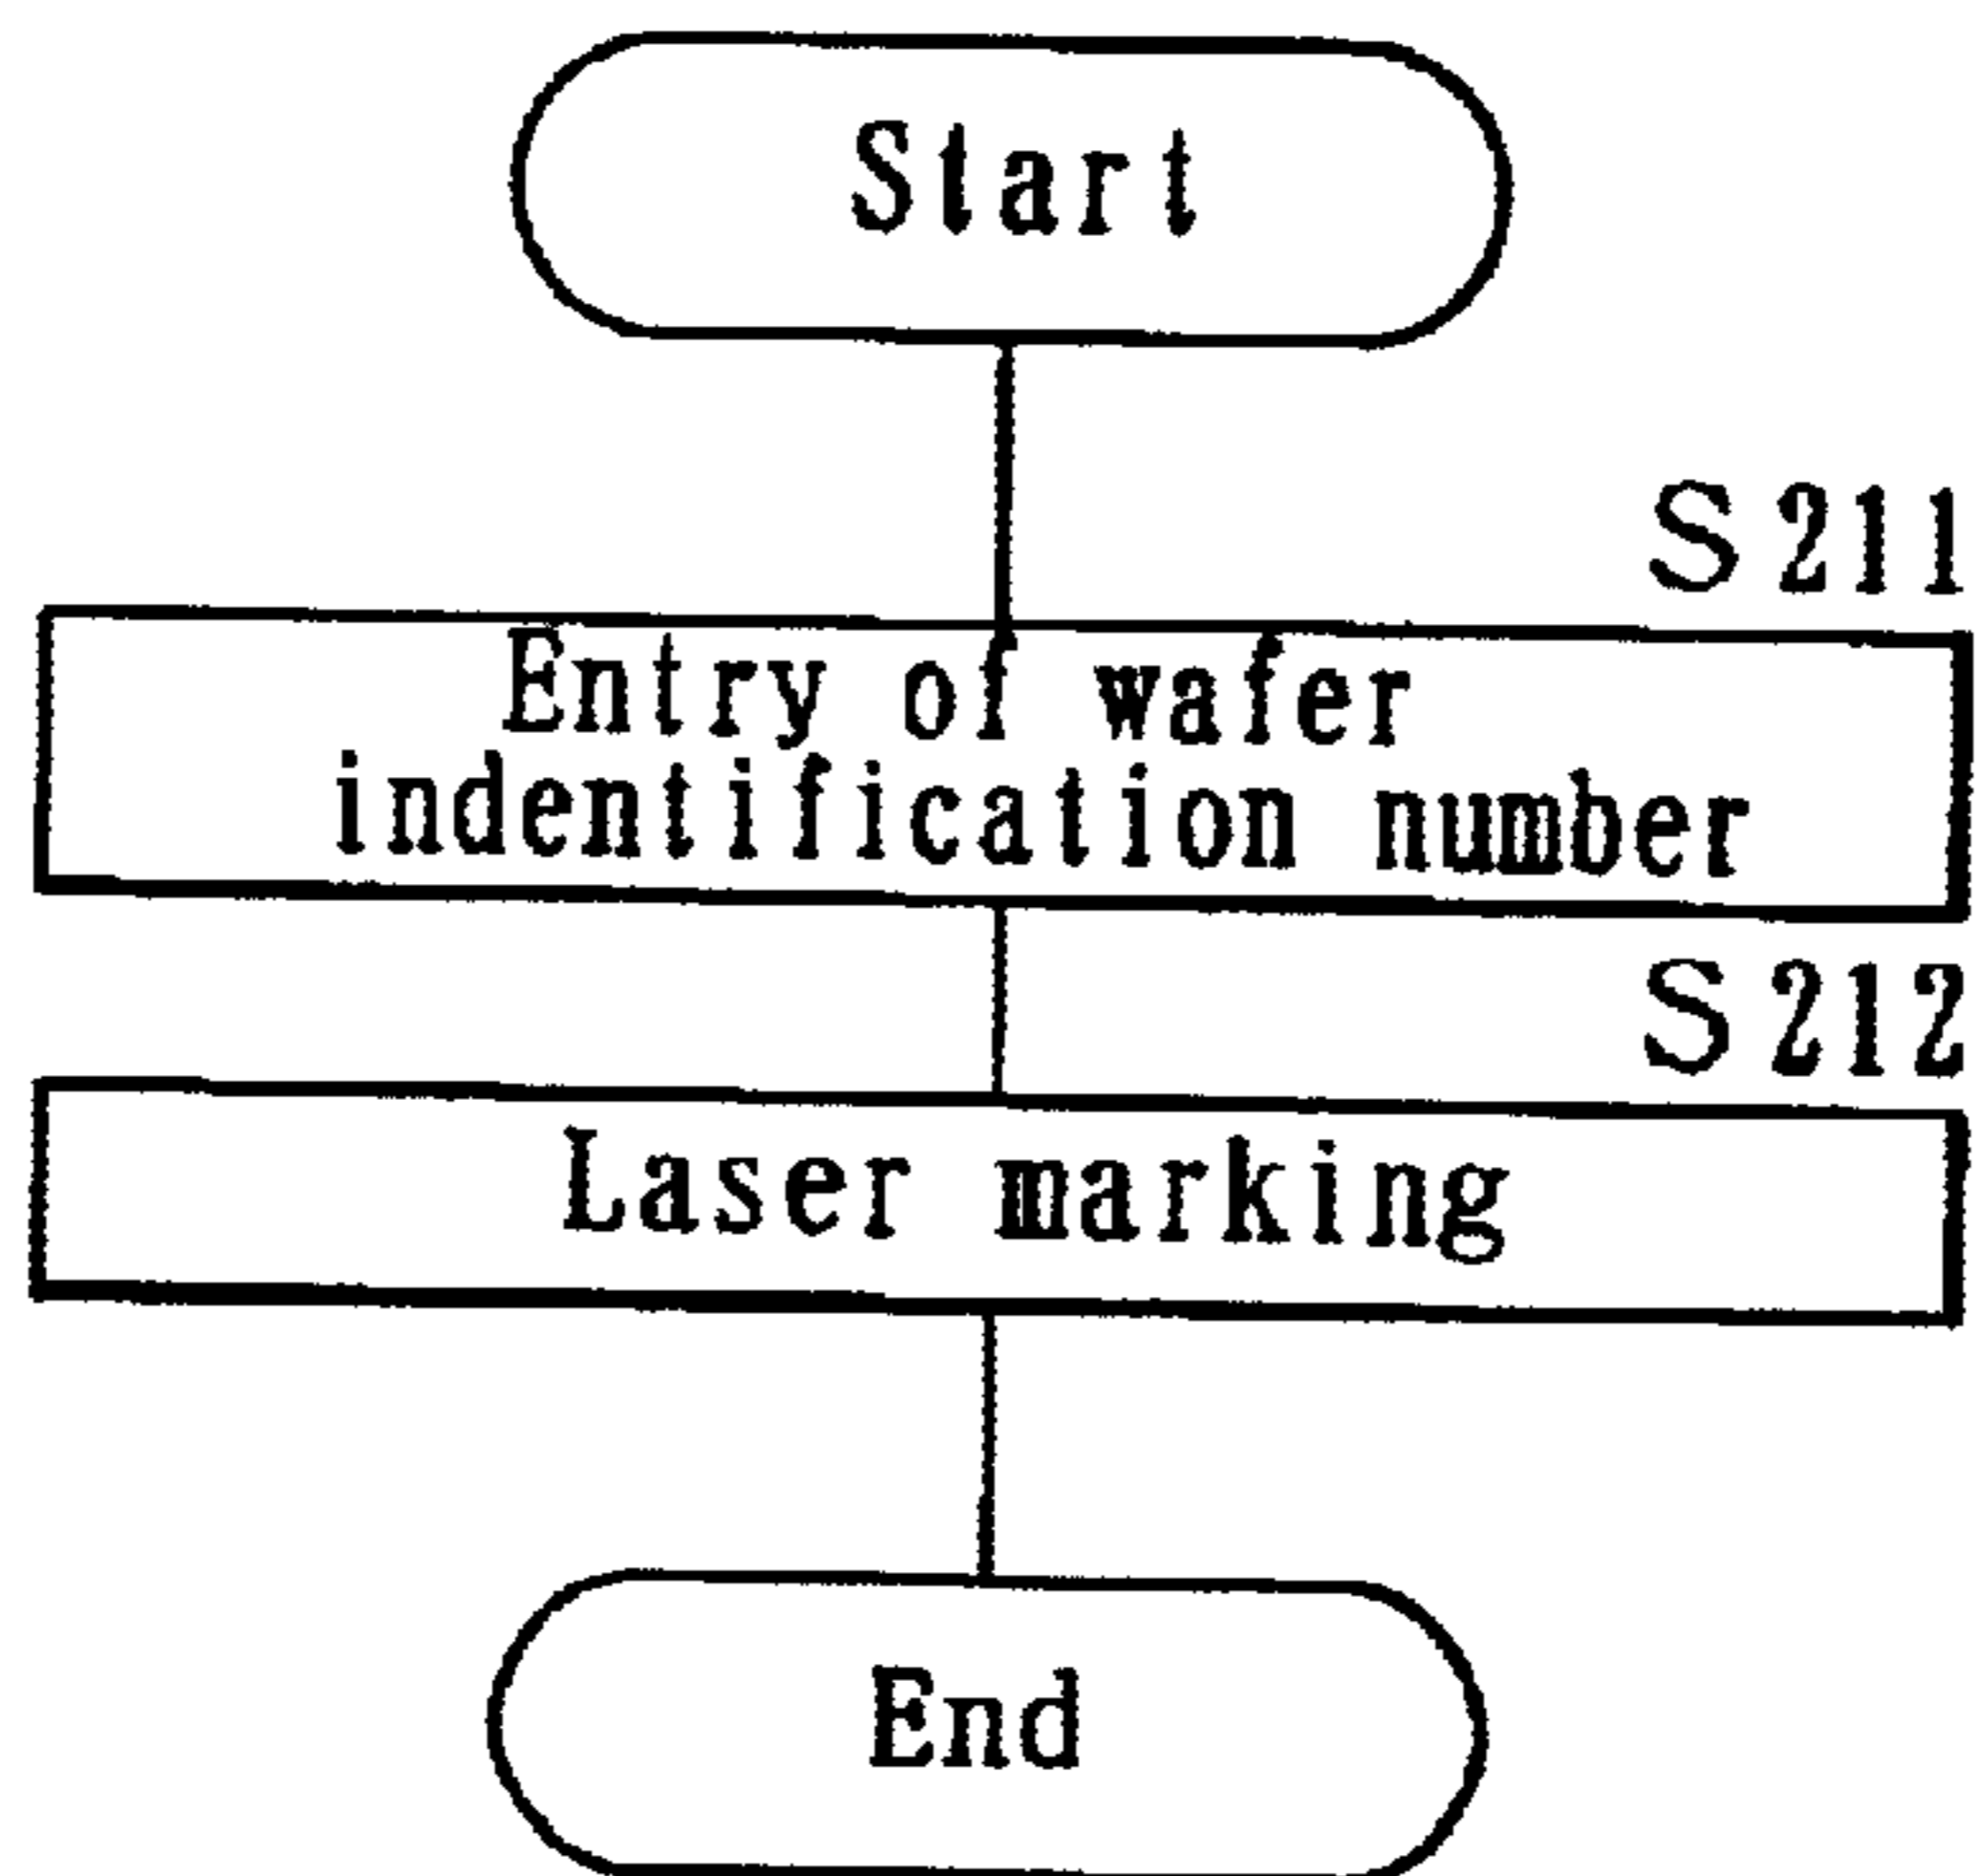 Start
S211
Entry of wafer
indentification number
S212
Laser marking
End